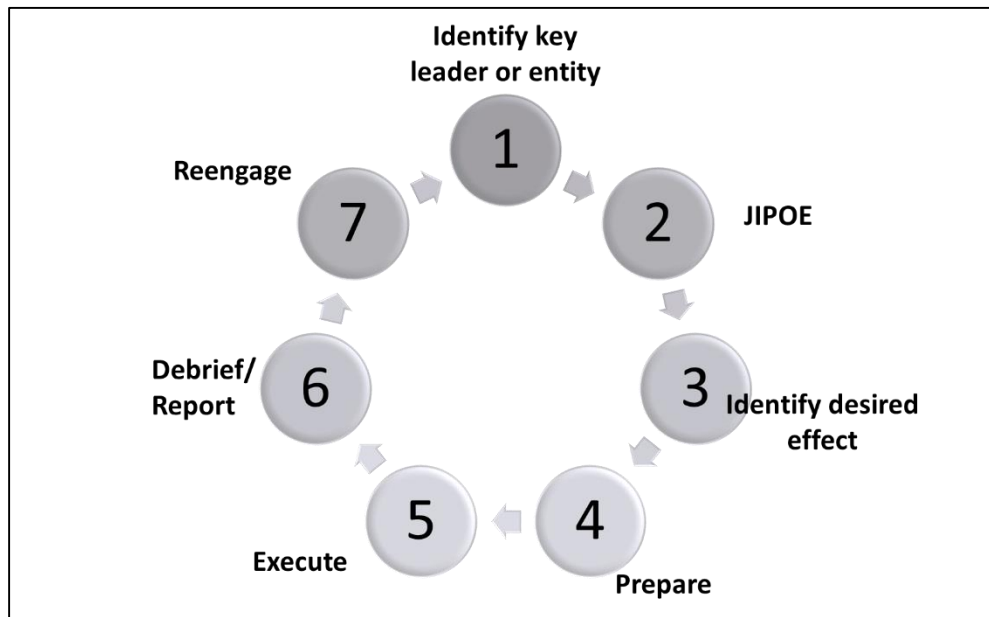 Identify key
leader or entity
1
2
JIPOE
3
Identify desired
effect
4
Prepare
5
Execute
6
Debrief/
Report
7
Reengage